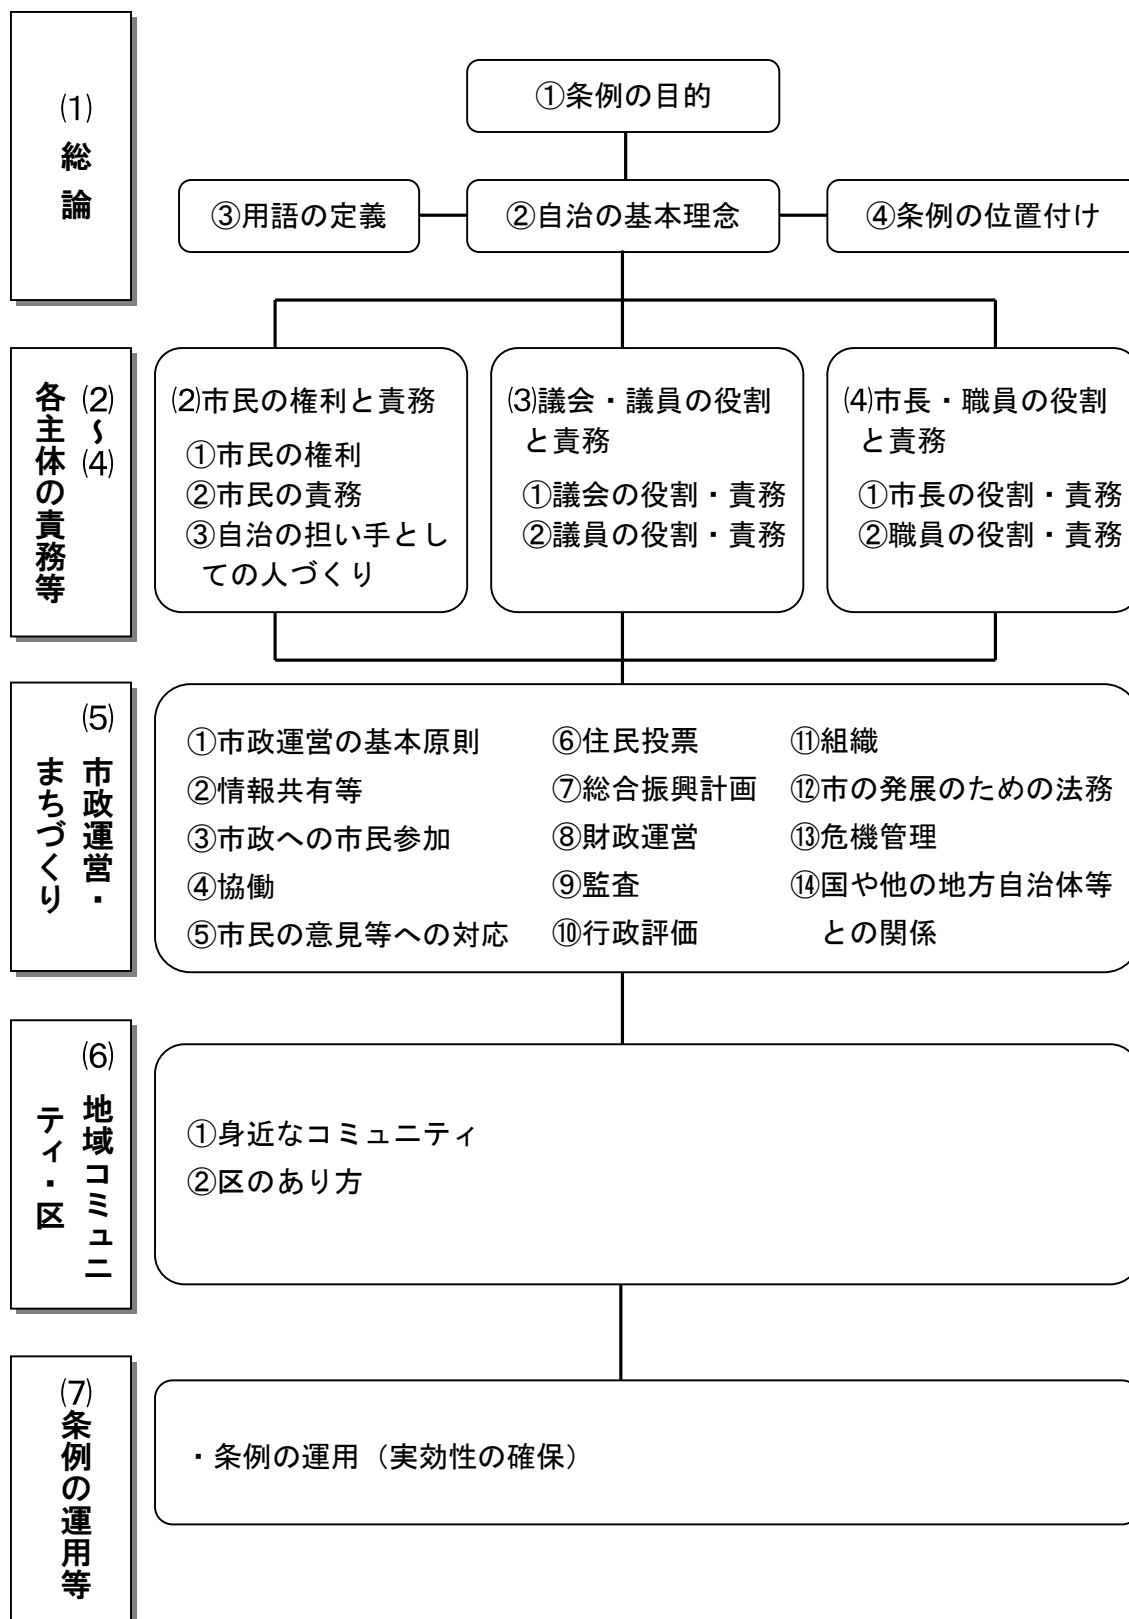 ⑴総論
①条例の目的
③用語の定義
②自治の基本理念
④条例の位置付け
⑵～⑷
各主体の責務等
⑵市民の権利と責務
①市民の権利
②市民の責務
③自治の担い手とし
ての人づくり
⑶議会・議員の役割
と責務
①議会の役割・責務
②議員の役割・責務
⑷市長・職員の役割
と責務
①市長の役割・責務
②職員の役割・責務
⑸市政運営・
まちづくり
①市政運営の基本原則
②情報共有等
③市政への市民参加
④協働
⑤市民の意見等への対応
⑥住民投票
⑦総合振興計画
⑧財政運営
⑨監査
⑩行政評価
⑪組織
⑫市の発展のための法務
⑬危機管理
⑭国や他の地方自治体等
との関係
⑹地域コミュニ
ティ・区
①身近なコミュニティ
②区のあり方
⑺条例の運用等
・条例の運用（実効性の確保）